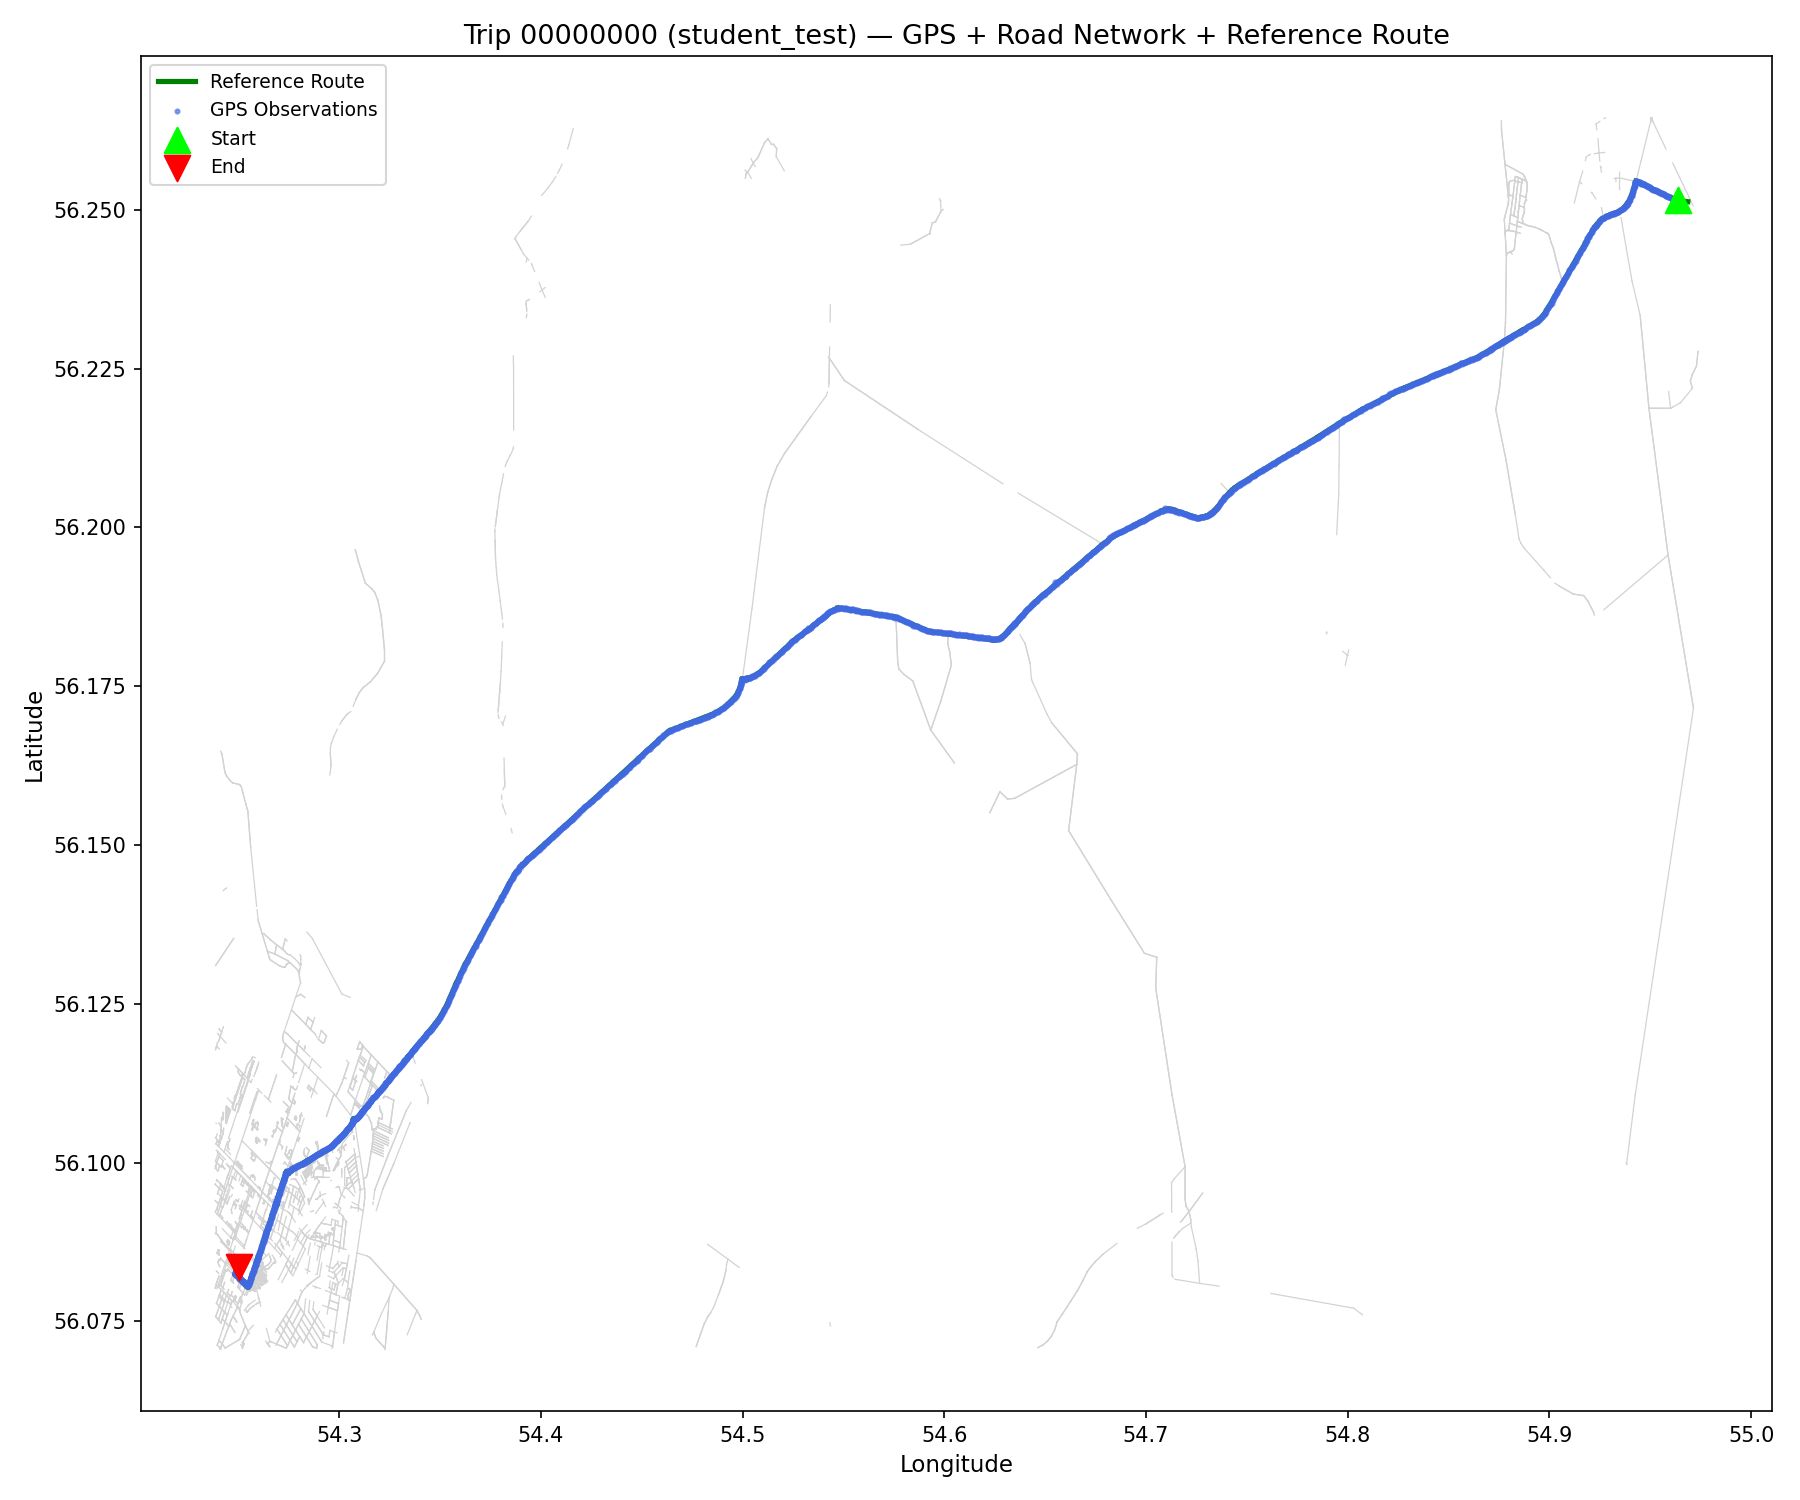 Trip 00000000 (student_test) — GPS + Road Network + Reference Route
Reference Route
GPS Observations
Start
End
Latitude
56.250
56.225
56.200
56.175
56.150
56.125
56.100
56.075
54.3
54.4
54.5
54.6
54.7
54.8
54.9
55.0
Longitude